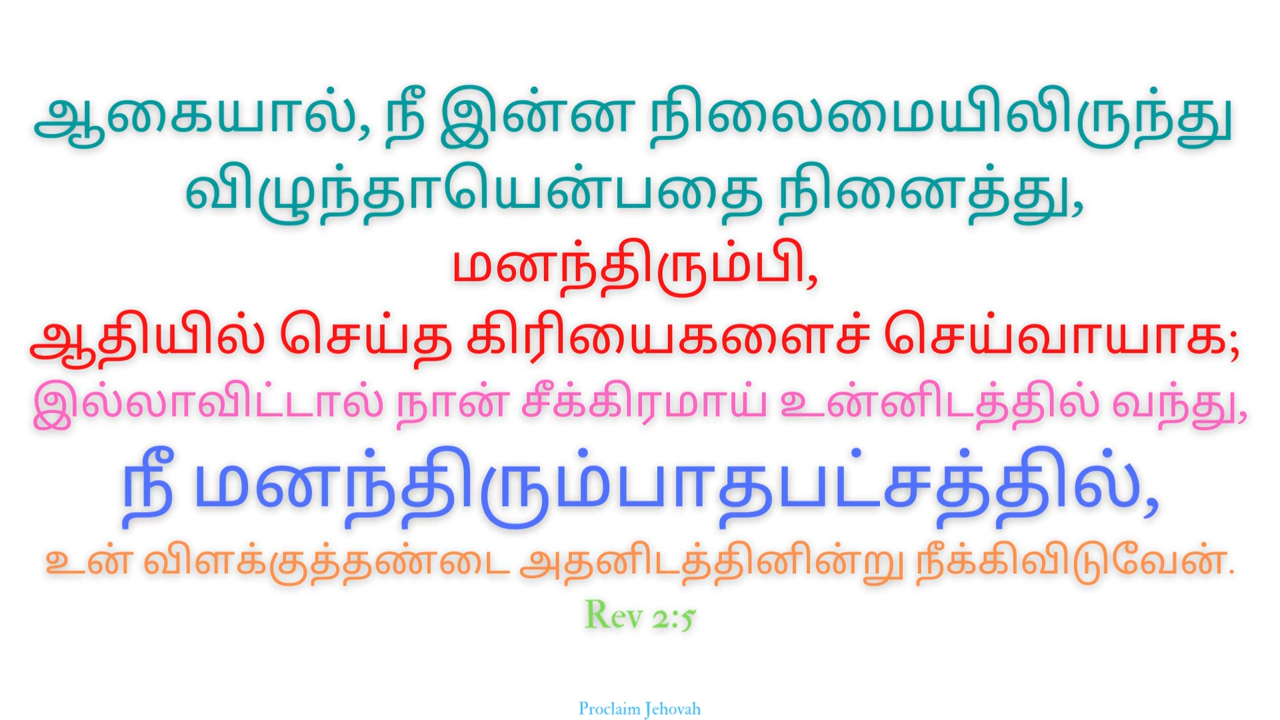 ஆகையால், நீ இன்ன நிலைமையிலிருந்து
விழுந்தாயென்பதை நினைத்து,
மனந்திரும்பி,
ஆதியில் செய்த கிரியைகளைச் செய்வாயாக;
இல்லாவிட்டால் நான் சீக்கிரமாய் உன்னிடத்தில் வந்து,
நீ மனந்திரும்பாதபட்சத்தில்,
உன் விளக்குத்தண்டை அதனிடத்தினின்று நீக்கிவிடுவேன்.
Rev 2:5
Proclaim Jehovah